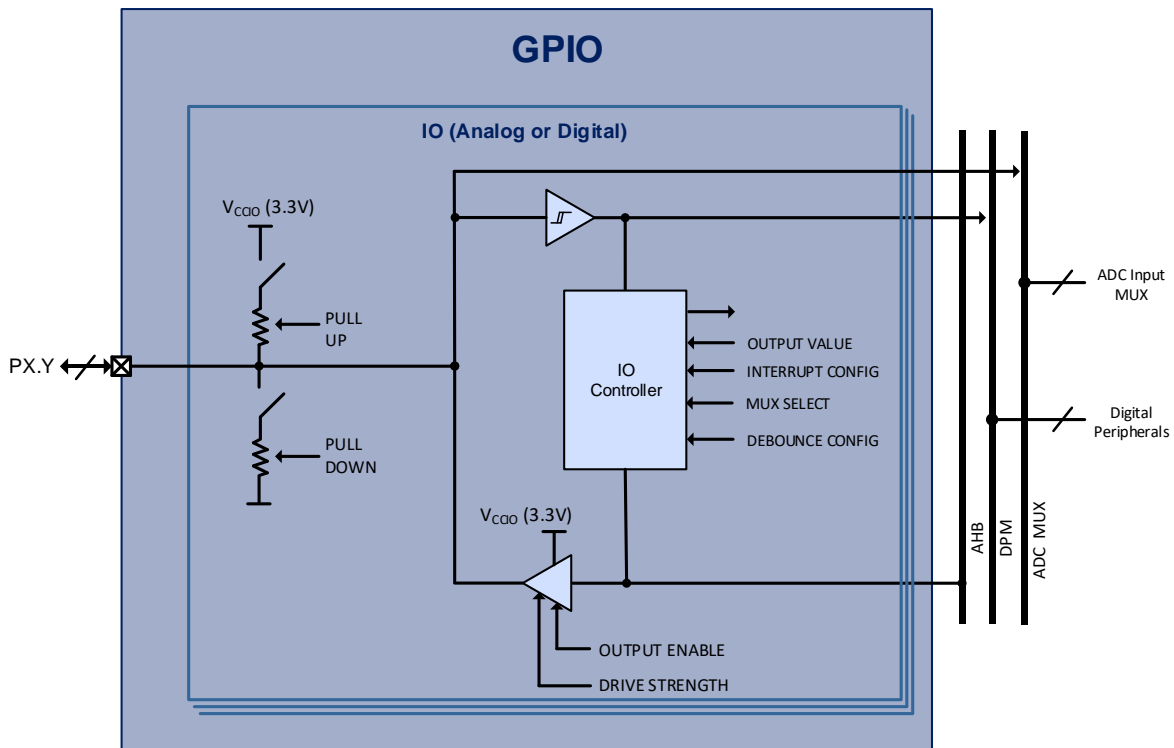 GPIO
IO (Analog or Digital)
VCCIO (3.3V)
PULL
UP
PX.Y
PULL
DOWN
IO
Controller
OUTPUT VALUE
INTERRUPT CONFIG
MUX SELECT
DEBOUNCE CONFIG
VCCIO (3.3V)
OUTPUT ENABLE
DRIVE STRENGTH
AHB
DPM
ADC MUX
ADC Input
MUX
Digital
Peripherals